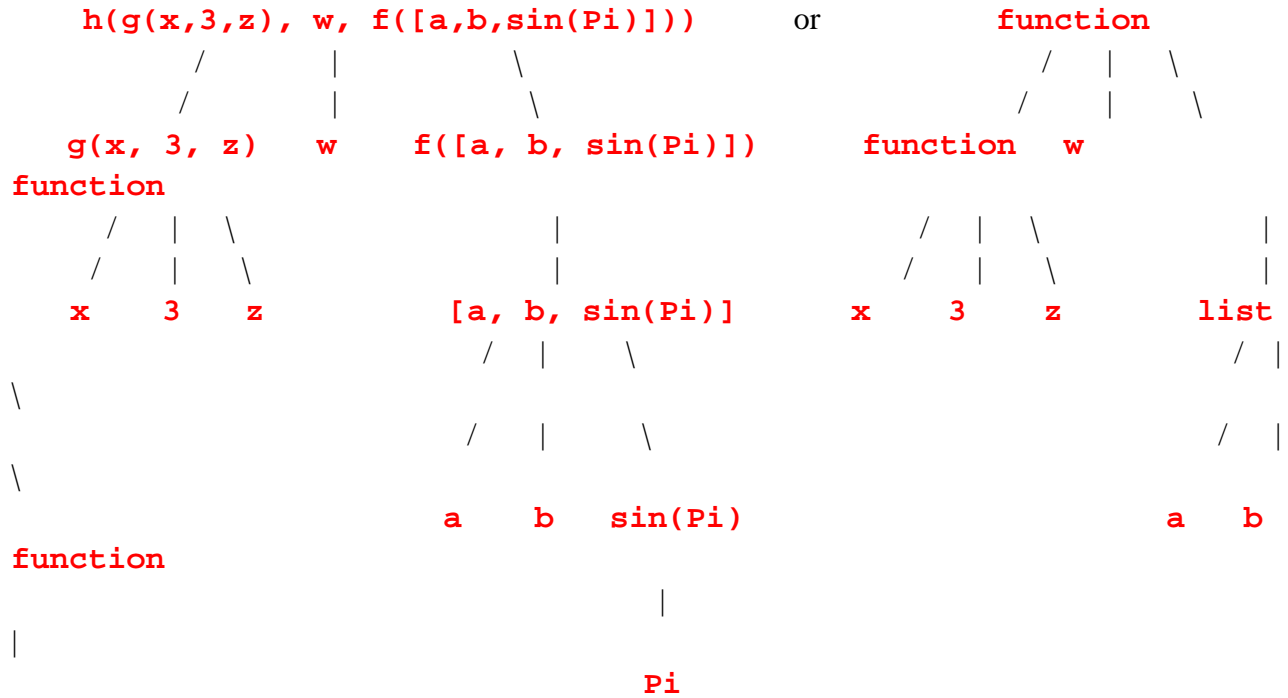 h(g(x,3,z), w, f([a,b,sin(Pi)])) or function
/ | \ / | \
/ | \ / | \
g(x, 3, z) w f([a, b, sin(Pi)]) function w
function
/ | \ | / | \ |
/ | \ | / | \ |
x 3 z [a, b, sin(Pi)] x 3 z list
/ | \ / |
\
/ | \ / |
\
a b sin(Pi) a b
function
|
|
Pi